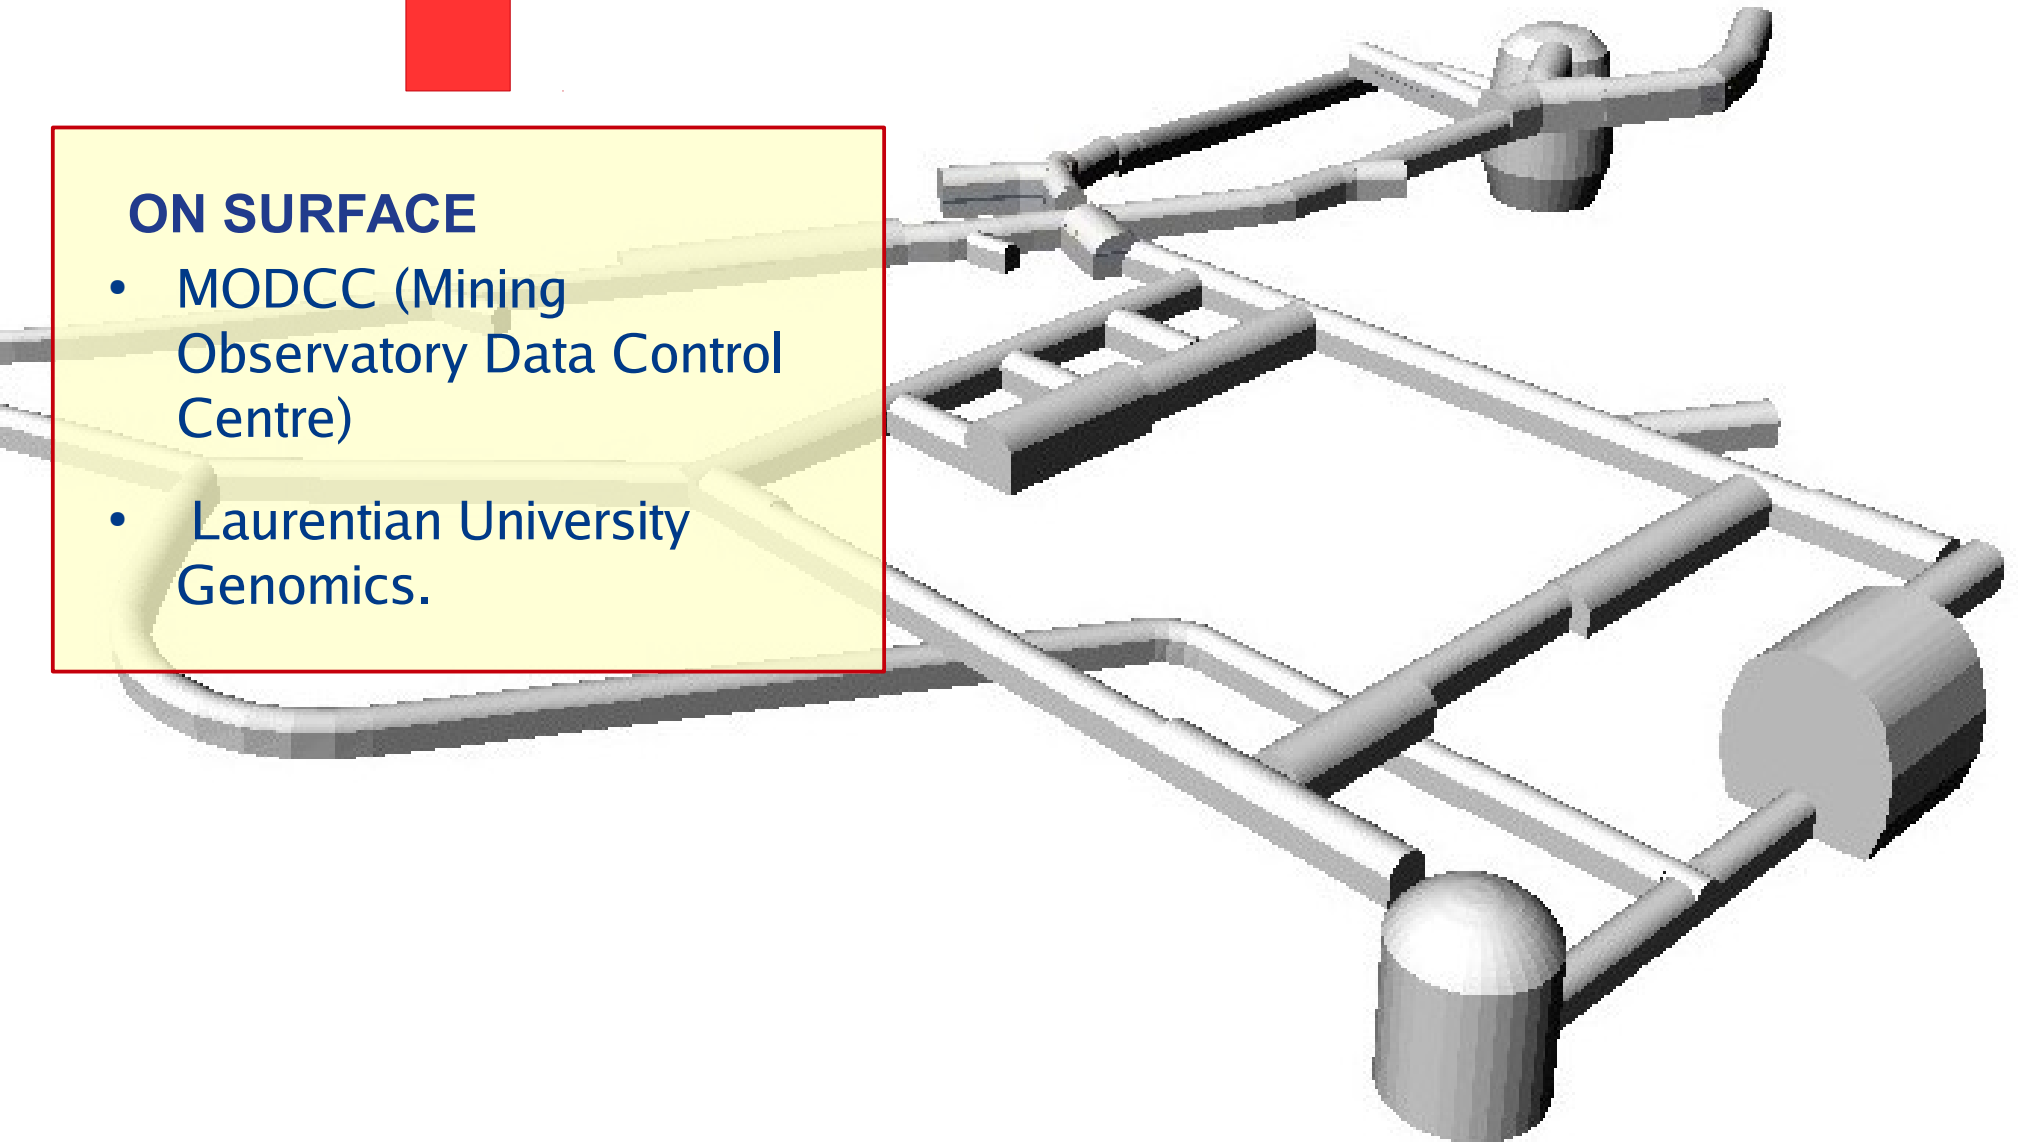 ON SURFACE
• MODCC (Mining
Observatory Data Control
Centre)
• Laurentian University
Genomics.